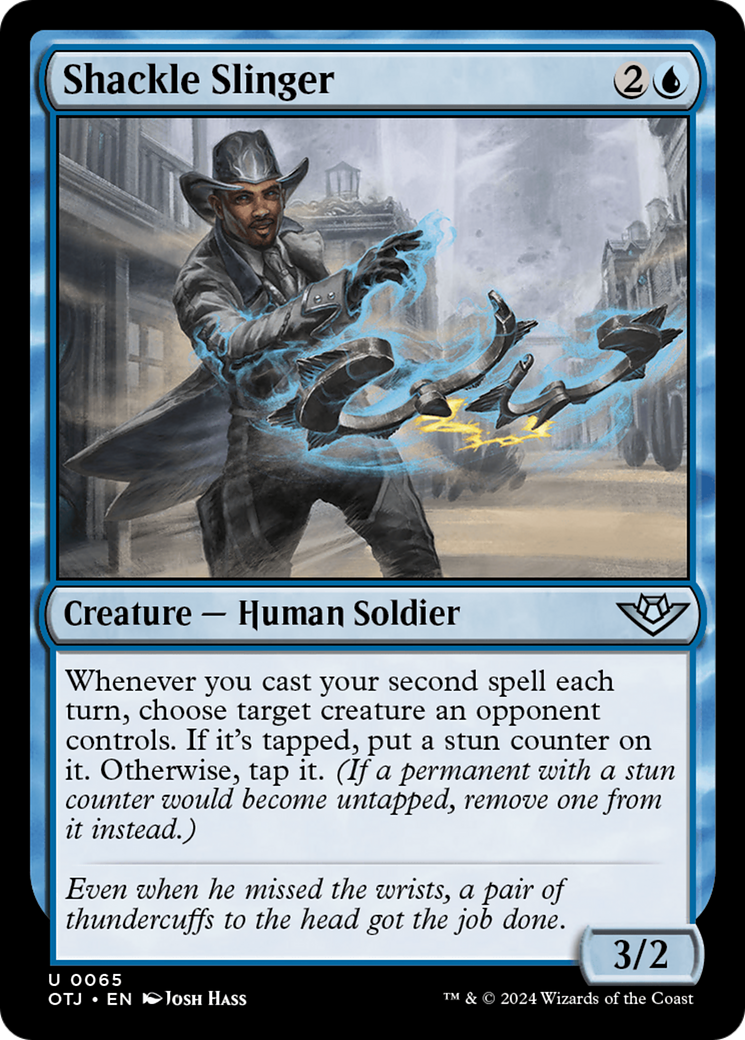 Shackle Slinger 2
Creature — Human Soldier
Whenever you cast your second spell each
turn, choose target creature an opponent
controls. If it's tapped, put a stun counter on
it. Otherwise, tap it. (If a permanent with a stun
counter would become untapped, remove one from
it instead.)
Even when he missed the wrists, a pair of
thundercuffs to the head got the job done.
3/2
U 0065
OTJ • EN Josh Hass ™ & © 2024 Wizards of the Coast